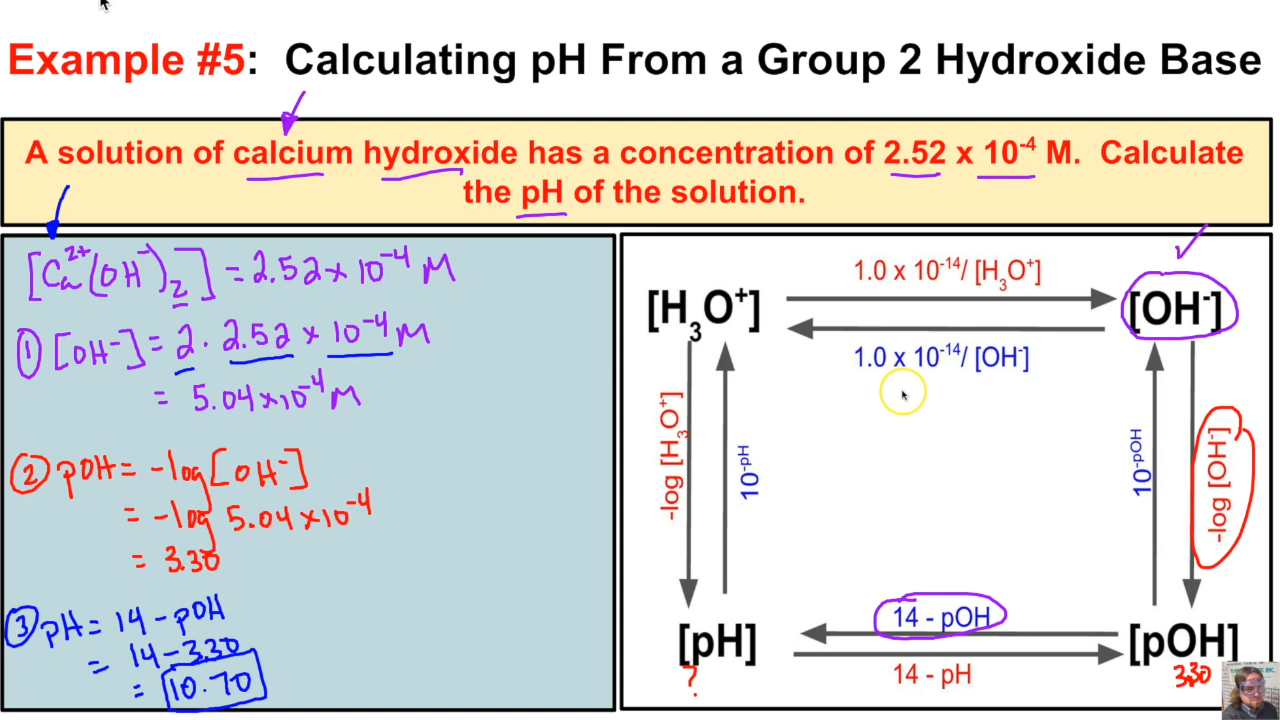 Example #5: Calculating pH From a Group 2 Hydroxide Base
A solution of calcium hydroxide has a concentration of 2.52 x 10⁻⁴ M. Calculate
the pH of the solution.
[Ca²⁺(OH⁻)₂] = 2.52 x 10⁻⁴ M
① [OH⁻] = 2 · 2.52 x 10⁻⁴ M
= 5.04 x 10⁻⁴ M
② pOH = -log [OH⁻]
= -log 5.04 x 10⁻⁴
= 3.30
③ pH = 14 - pOH
= 14 - 3.30
= 10.70
1.0 x 10⁻¹⁴/ [H₃O⁺]
[H₃O⁺]
[OH⁻]
1.0 x 10⁻¹⁴/ [OH⁻]
-log [H₃O⁺]
10⁻ᵖᴴ
10⁻ᵖᴼᴴ
-log [OH⁻]
14 - pOH
[pH]
[pOH]
14 - pH
?
3.30